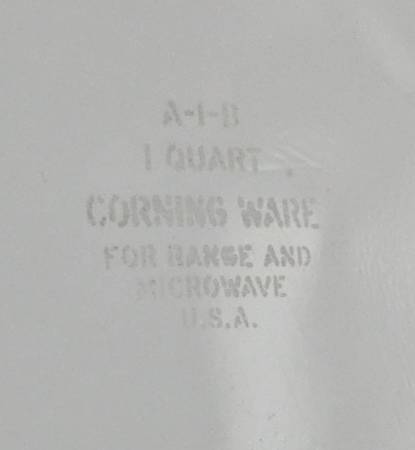 A-1-B
1 QUART
CORNING WARE
FOR RANGE AND
MICROWAVE
U.S.A.